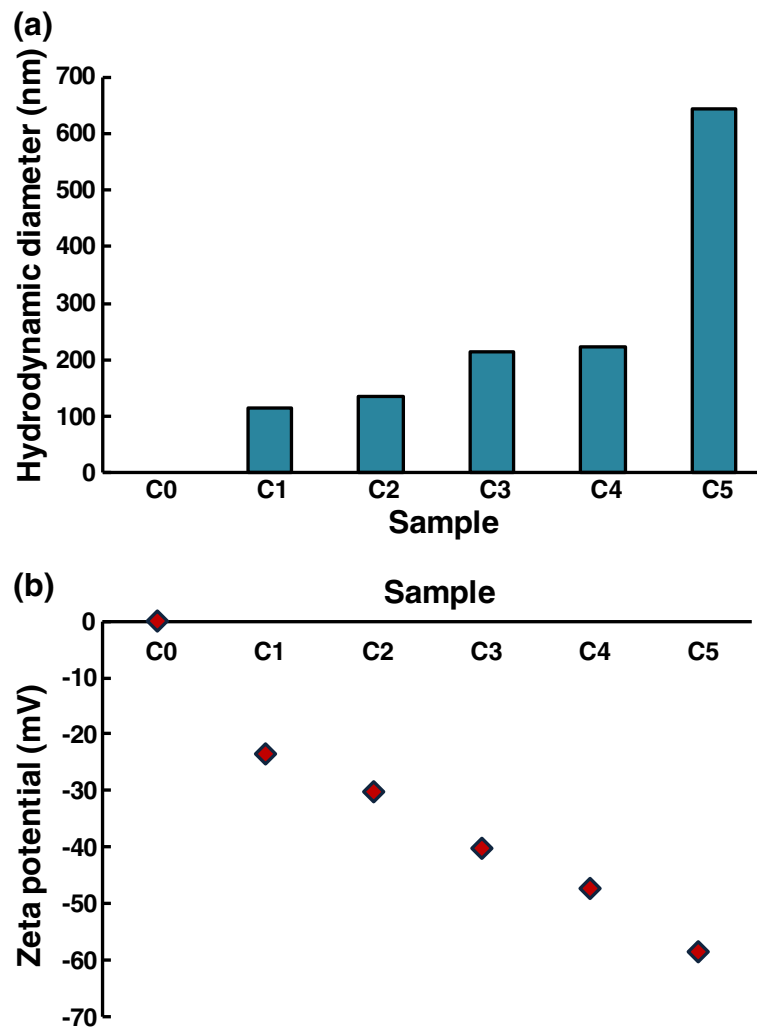 (a)
Hydrodynamic diameter (nm)
700
600
500
400
300
200
100
0
C0 C1 C2 C3 C4 C5
Sample
(b)
Sample
Zeta potential (mV)
0
C0 C1 C2 C3 C4 C5
-10
-20
-30
-40
-50
-60
-70